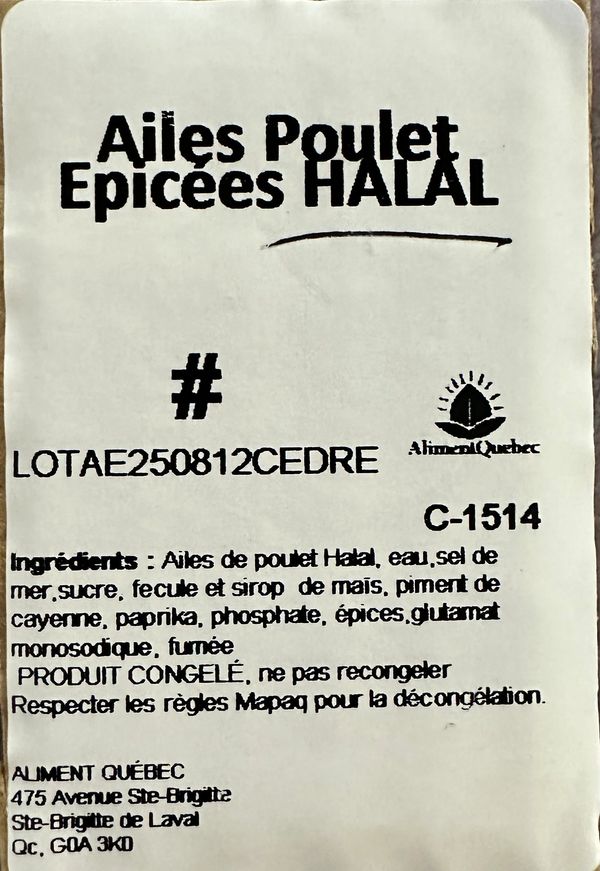 Ailes Poulet
Epicées HALAL
#
LOTAE250812CEDRE
AlimentQuebec
C-1514
Ingrédients : Ailes de poulet Halal, eau,sel de
mer,sucre, fecule et sirop de maïs, piment de
cayenne, paprika, phosphate, épices,glutamat
monosodique, fumée
PRODUIT CONGELÉ, ne pas recongeler
Respecter les règles Mapaq pour la décongélation.
ALIMENT QUÉBEC
475 Avenue Ste-Brigitte
Ste-Brigitte de Laval
Qc, G0A 3K0